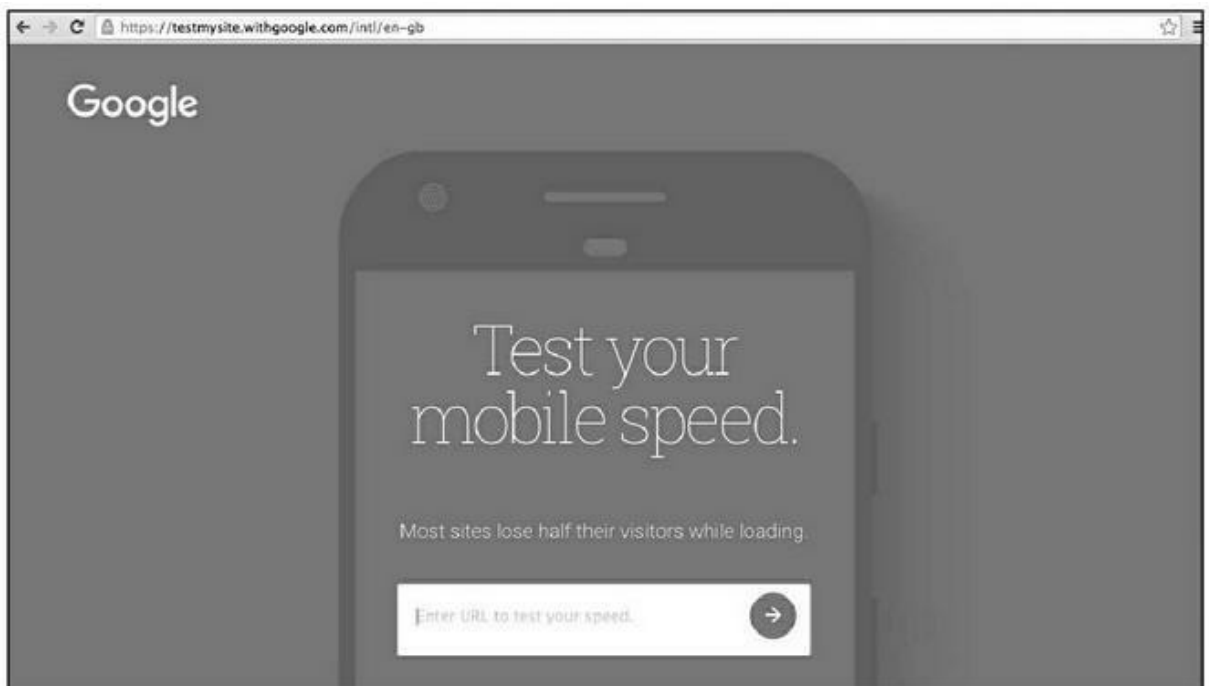 https://testmysite.withgoogle.com/intl/en-gb
Google
Test your
mobile speed.
Most sites lose half their visitors while loading.
Enter URL to test your speed.